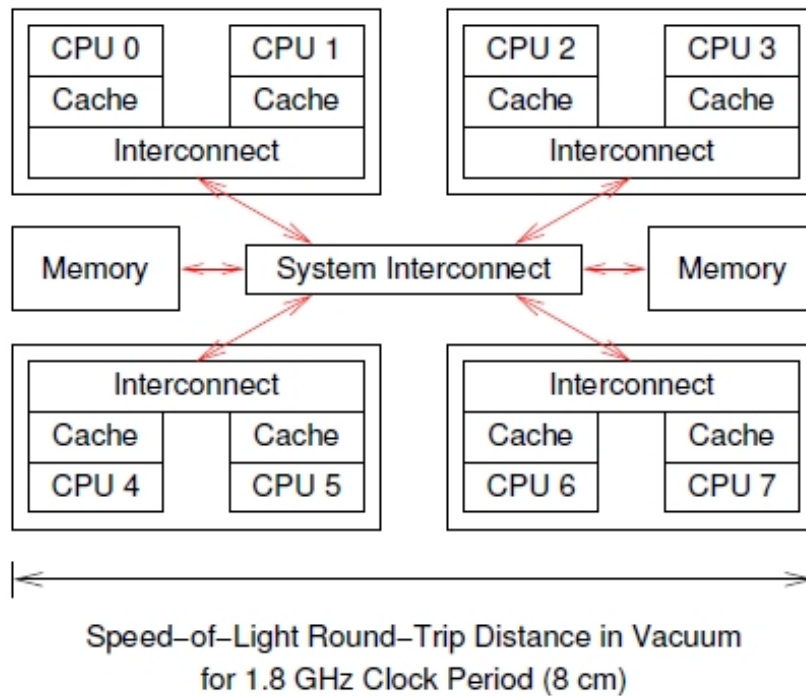 CPU 0 CPU 1 CPU 2 CPU 3
Cache Cache Cache Cache
Interconnect Interconnect
Memory System Interconnect Memory
Interconnect Interconnect
Cache Cache Cache Cache
CPU 4 CPU 5 CPU 6 CPU 7
Speed−of−Light Round−Trip Distance in Vacuum
for 1.8 GHz Clock Period (8 cm)